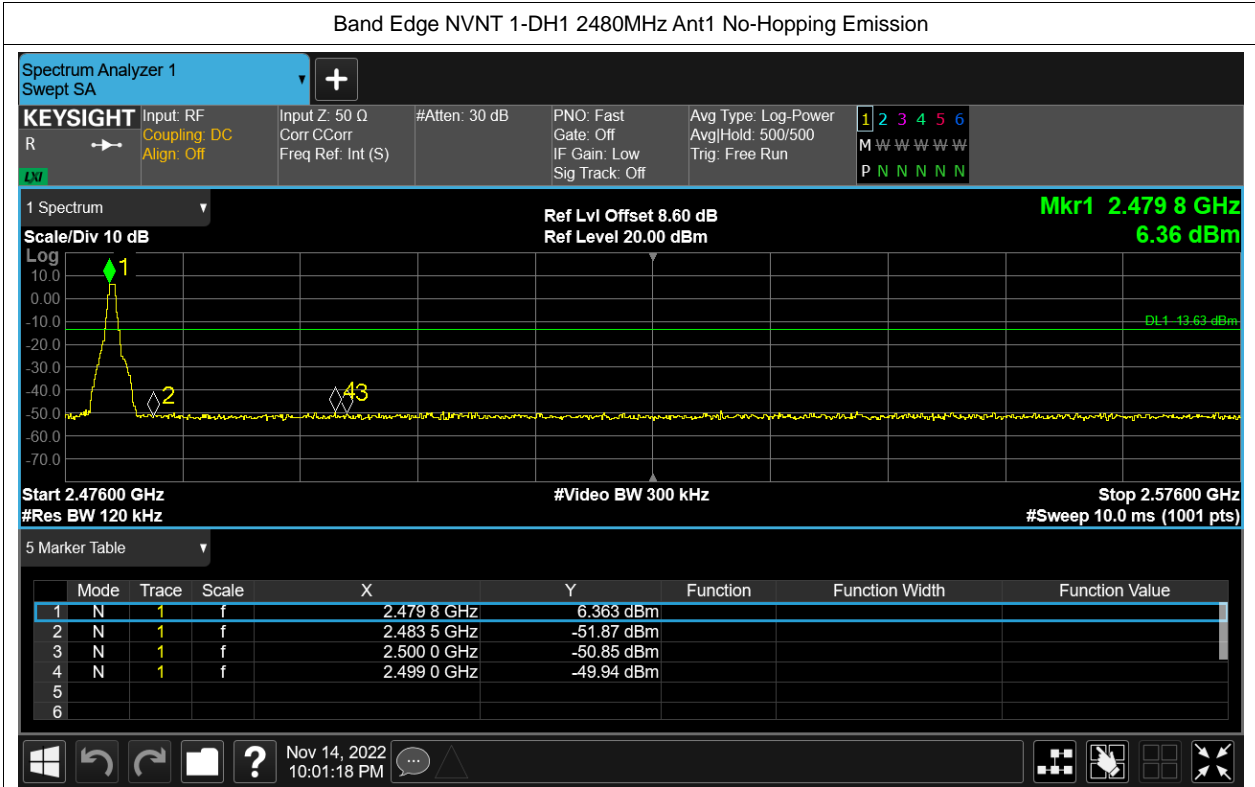 Band Edge NVNT 1-DH1 2480MHz Ant1 No-Hopping Emission
Spectrum Analyzer 1
Swept SA
+
KEYSIGHT Input: RF Input Z: 50 Ω #Atten: 30 dB PNO: Fast Avg Type: Log-Power 1 2 3 4 5 6
R Coupling: DC Corr CCorr Gate: Off Avg|Hold: 500/500 M W W W W W
Align: Off Freq Ref: Int (S) IF Gain: Low Trig: Free Run
LXI Sig Track: Off P N N N N N
1 Spectrum Ref Lvl Offset 8.60 dB Mkr1 2.479 8 GHz
Scale/Div 10 dB Ref Level 20.00 dBm 6.36 dBm
Log
1
10.0
0.00
-10.0
DL1 -13.63 dBm
-20.0
-30.0
-40.0
2 43
-50.0
-60.0
-70.0
Start 2.47600 GHz #Video BW 300 kHz Stop 2.57600 GHz
#Res BW 120 kHz #Sweep 10.0 ms (1001 pts)
5 Marker Table
Mode Trace Scale X Y Function Function Width Function Value
1 N 1 f 2.479 8 GHz 6.363 dBm
2 N 1 f 2.483 5 GHz -51.87 dBm
3 N 1 f 2.500 0 GHz -50.85 dBm
4 N 1 f 2.499 0 GHz -49.94 dBm
5
6
? Nov 14, 2022
10:01:18 PM